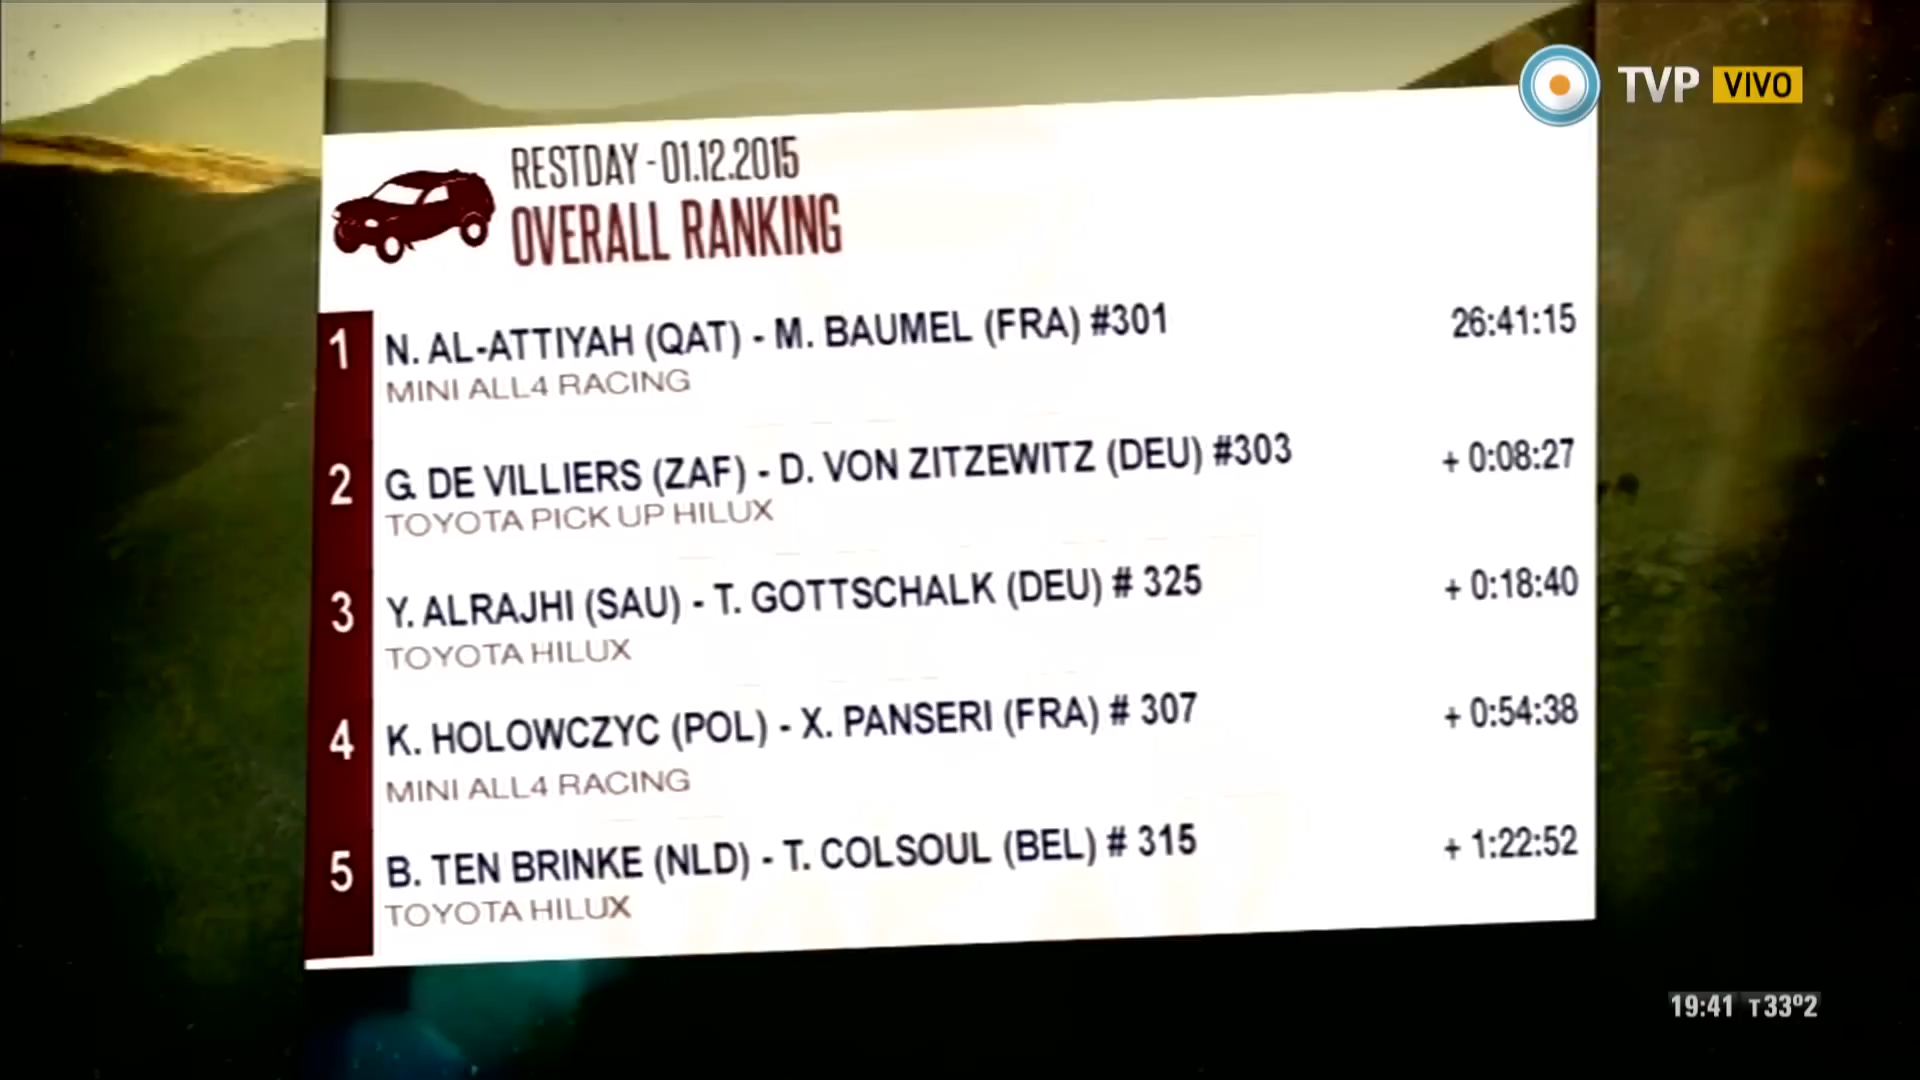 TVP VIVO
RESTDAY - 01.12.2015
OVERALL RANKING
1 N. AL-ATTIYAH (QAT) - M. BAUMEL (FRA) #301 26:41:15
MINI ALL4 RACING
2 G. DE VILLIERS (ZAF) - D. VON ZITZEWITZ (DEU) #303 + 0:08:27
TOYOTA PICK UP HILUX
3 Y. ALRAJHI (SAU) - T. GOTTSCHALK (DEU) # 325 + 0:18:40
TOYOTA HILUX
4 K. HOLOWCZYC (POL) - X. PANSERI (FRA) # 307 + 0:54:38
MINI ALL4 RACING
5 B. TEN BRINKE (NLD) - T. COLSOUL (BEL) # 315 + 1:22:52
TOYOTA HILUX
19:41 T33º2